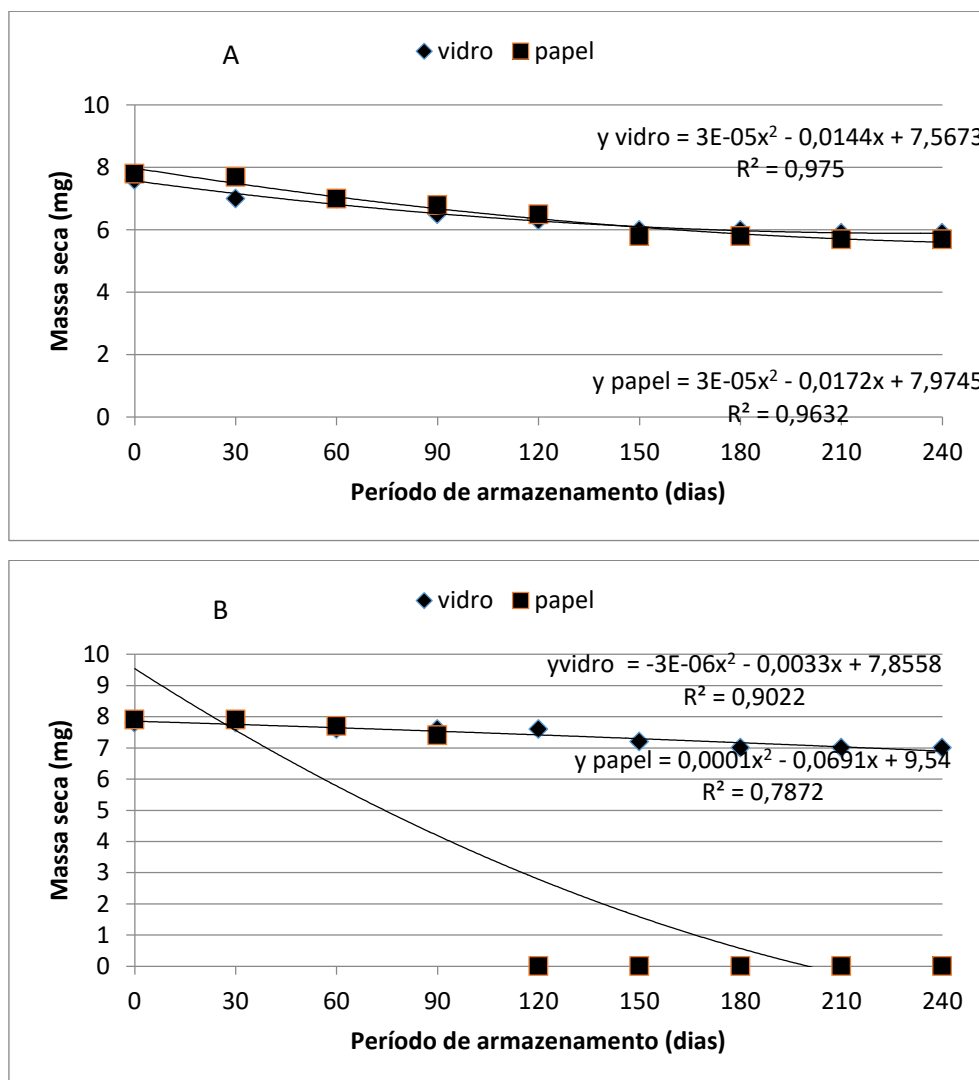 A
vidro papel
10
8
6
4
2
0
y vidro = 3E-05x² - 0,0144x + 7,5673
R² = 0,975
y papel = 3E-05x² - 0,0172x + 7,9745
R² = 0,9632
0 30 60 90 120 150 180 210 240
Massa seca (mg)
Período de armazenamento (dias)
B
vidro papel
10
9
8
7
6
5
4
3
2
1
0
yvidro = -3E-06x² - 0,0033x + 7,8558
R² = 0,9022
y papel = 0,0001x² - 0,0691x + 9,54
R² = 0,7872
0 30 60 90 120 150 180 210 240
Massa seca (mg)
Período de armazenamento (dias)